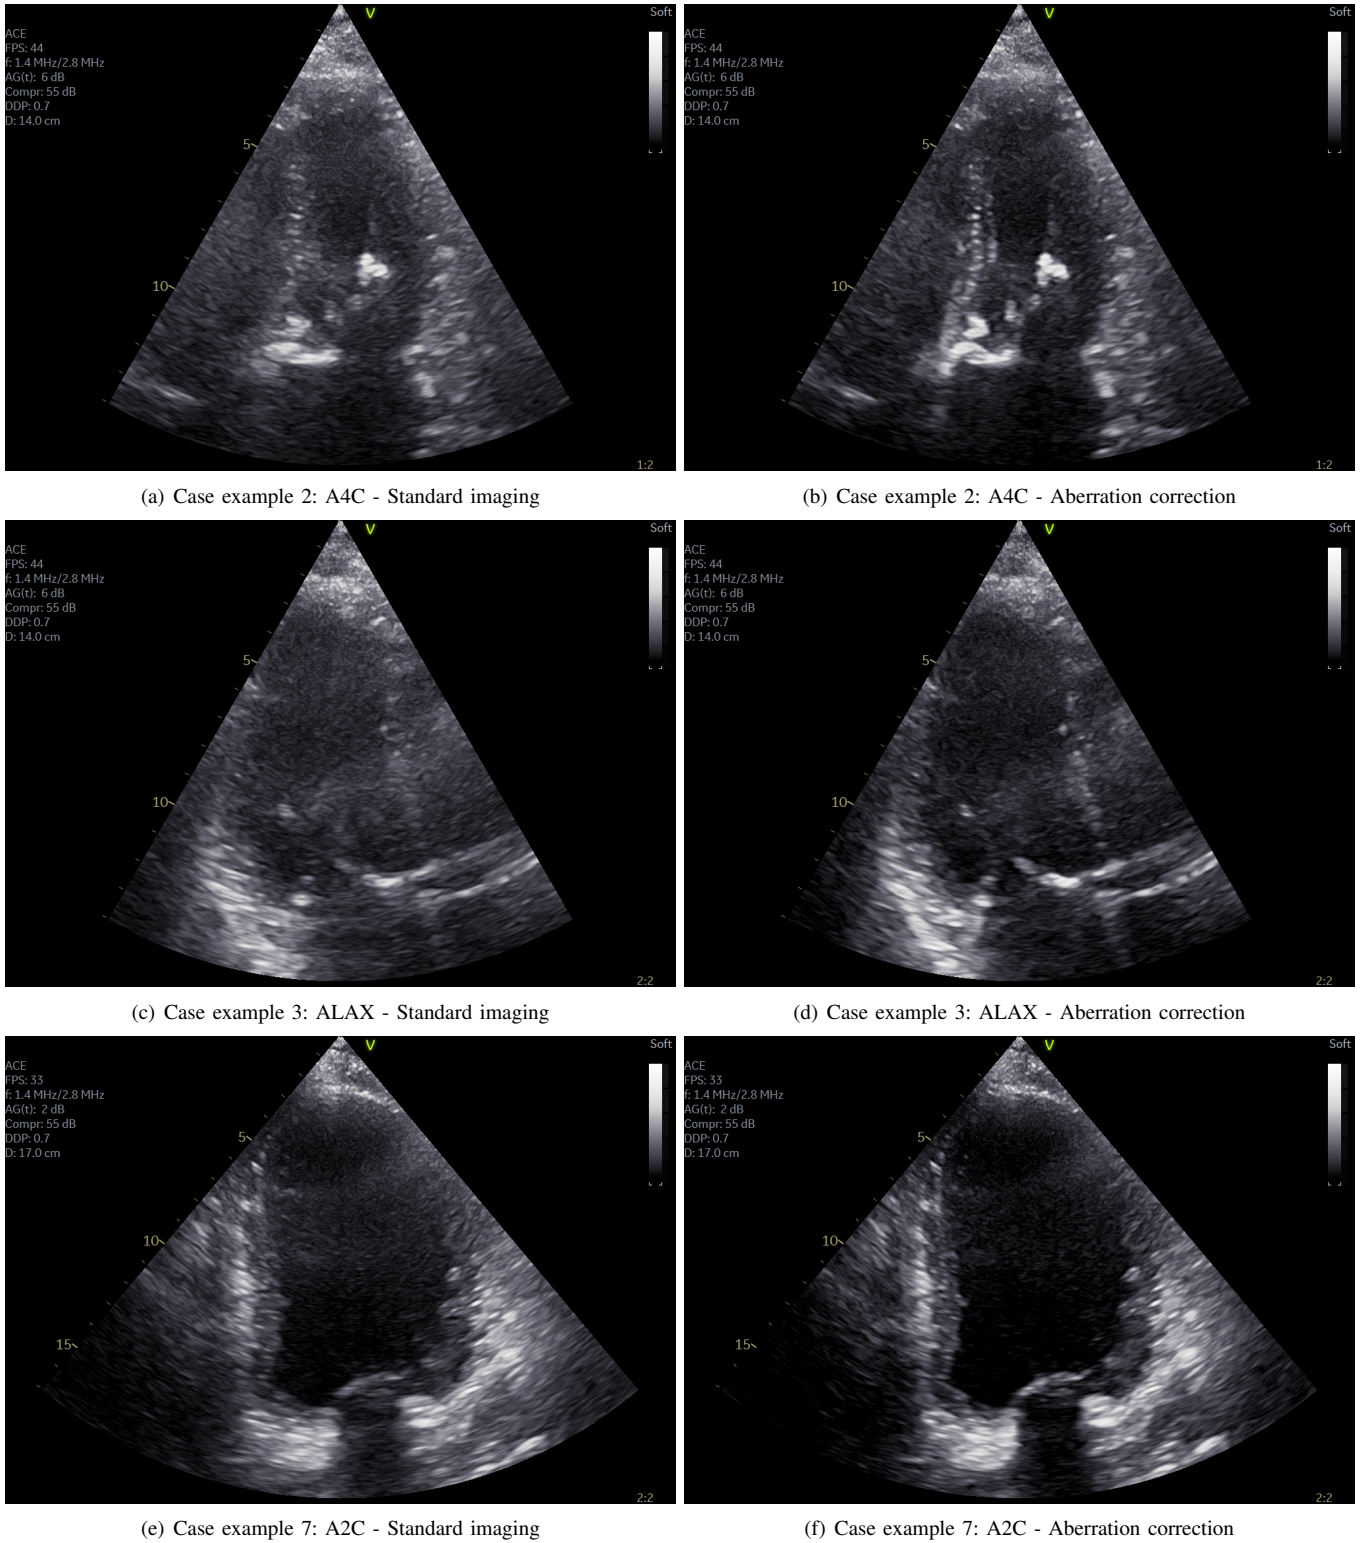 V
Soft
ACE
FPS: 44
f: 1.4 MHz/2.8 MHz
AG(t): 6 dB
Compr: 55 dB
DDP: 0.7
D: 14.0 cm
5
10
1:2
V
Soft
ACE
FPS: 44
f: 1.4 MHz/2.8 MHz
AG(t): 6 dB
Compr: 55 dB
DDP: 0.7
D: 14.0 cm
5
10
1:2
(a) Case example 2: A4C - Standard imaging
(b) Case example 2: A4C - Aberration correction
V
Soft
ACE
FPS: 44
f: 1.4 MHz/2.8 MHz
AG(t): 6 dB
Compr: 55 dB
DDP: 0.7
D: 14.0 cm
5
10
2:2
V
Soft
ACE
FPS: 44
f: 1.4 MHz/2.8 MHz
AG(t): 6 dB
Compr: 55 dB
DDP: 0.7
D: 14.0 cm
5
10
2:2
(c) Case example 3: ALAX - Standard imaging
(d) Case example 3: ALAX - Aberration correction
V
Soft
ACE
FPS: 33
f: 1.4 MHz/2.8 MHz
AG(t): 2 dB
Compr: 55 dB
DDP: 0.7
D: 17.0 cm
5
10
15
2:2
V
Soft
ACE
FPS: 33
f: 1.4 MHz/2.8 MHz
AG(t): 2 dB
Compr: 55 dB
DDP: 0.7
D: 17.0 cm
5
10
15
2:2
(e) Case example 7: A2C - Standard imaging
(f) Case example 7: A2C - Aberration correction